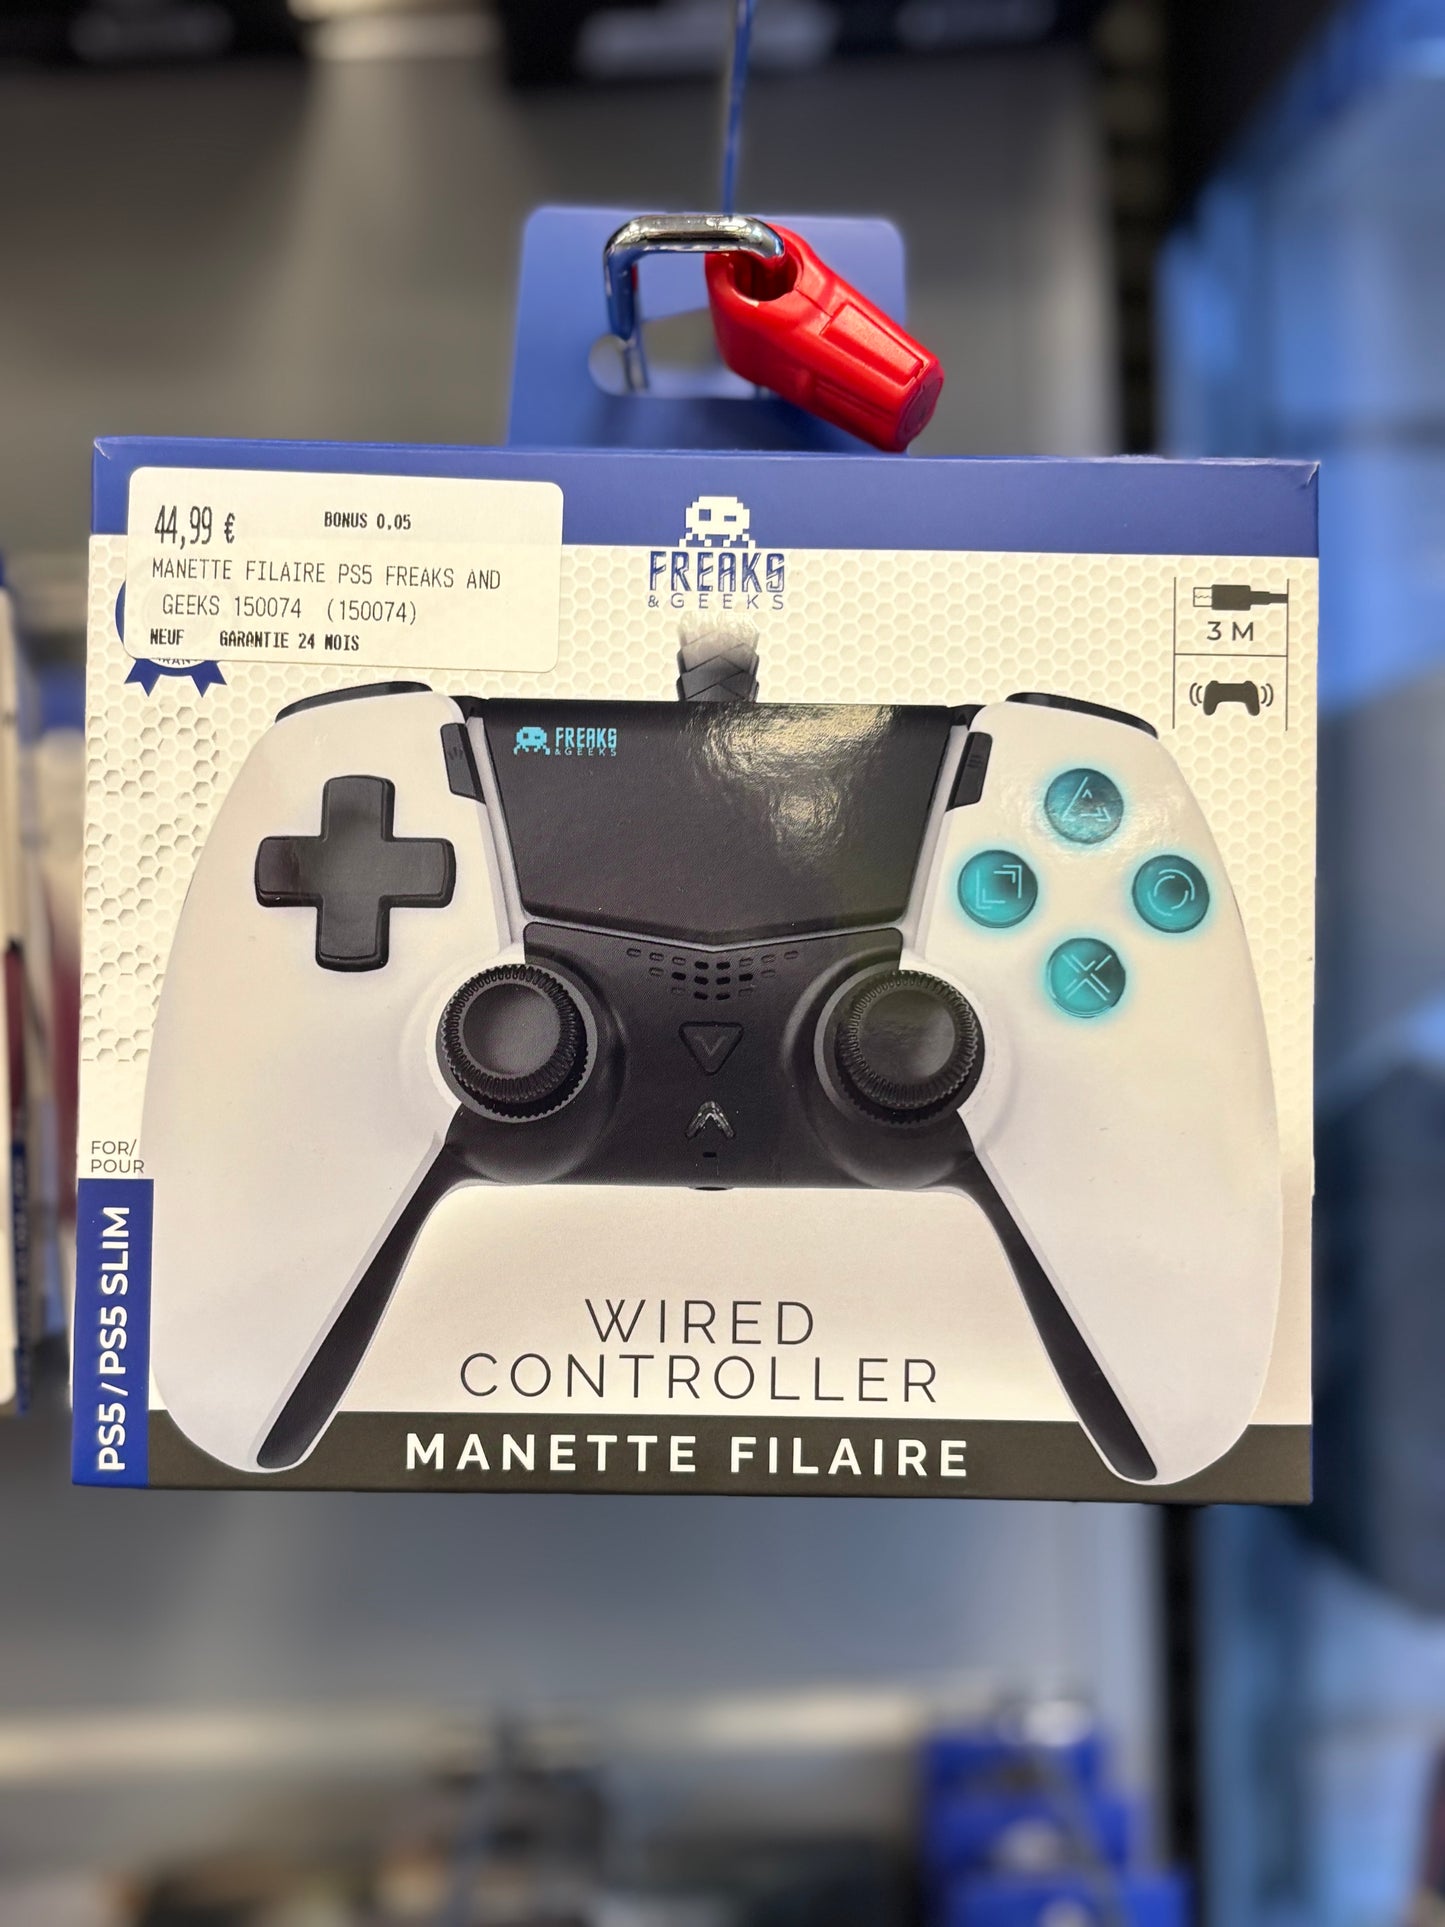 44,99 € BONUS 0,05
MANETTE FILAIRE PS5 FREAKS AND
GEEKS 150074 (150074)
NEUF GARANTIE 24 MOIS
FREAKS
& GEEKS
3 M
FREAKS
& GEEKS
FOR/
POUR
PS5 / PS5 SLIM
WIRED
CONTROLLER
MANETTE FILAIRE